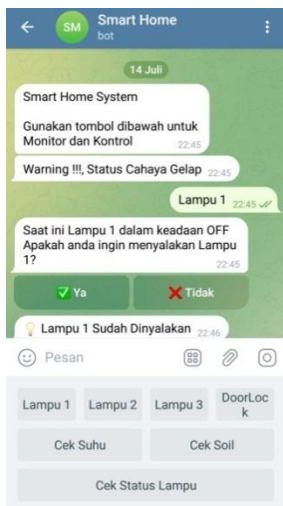 SM
Smart Home
bot
14 Juli
Smart Home System
Gunakan tombol dibawah untuk
Monitor dan Kontrol 22:45
Warning !!!, Status Cahaya Gelap 22:45
Lampu 1 22:45
Saat ini Lampu 1 dalam keadaan OFF
Apakah anda ingin menyalakan Lampu
1? 22:45
Ya
Tidak
Lampu 1 Sudah Dinyalakan 22:46
Pesan
Lampu 1
Lampu 2
Lampu 3
DoorLoc
k
Cek Suhu
Cek Soil
Cek Status Lampu